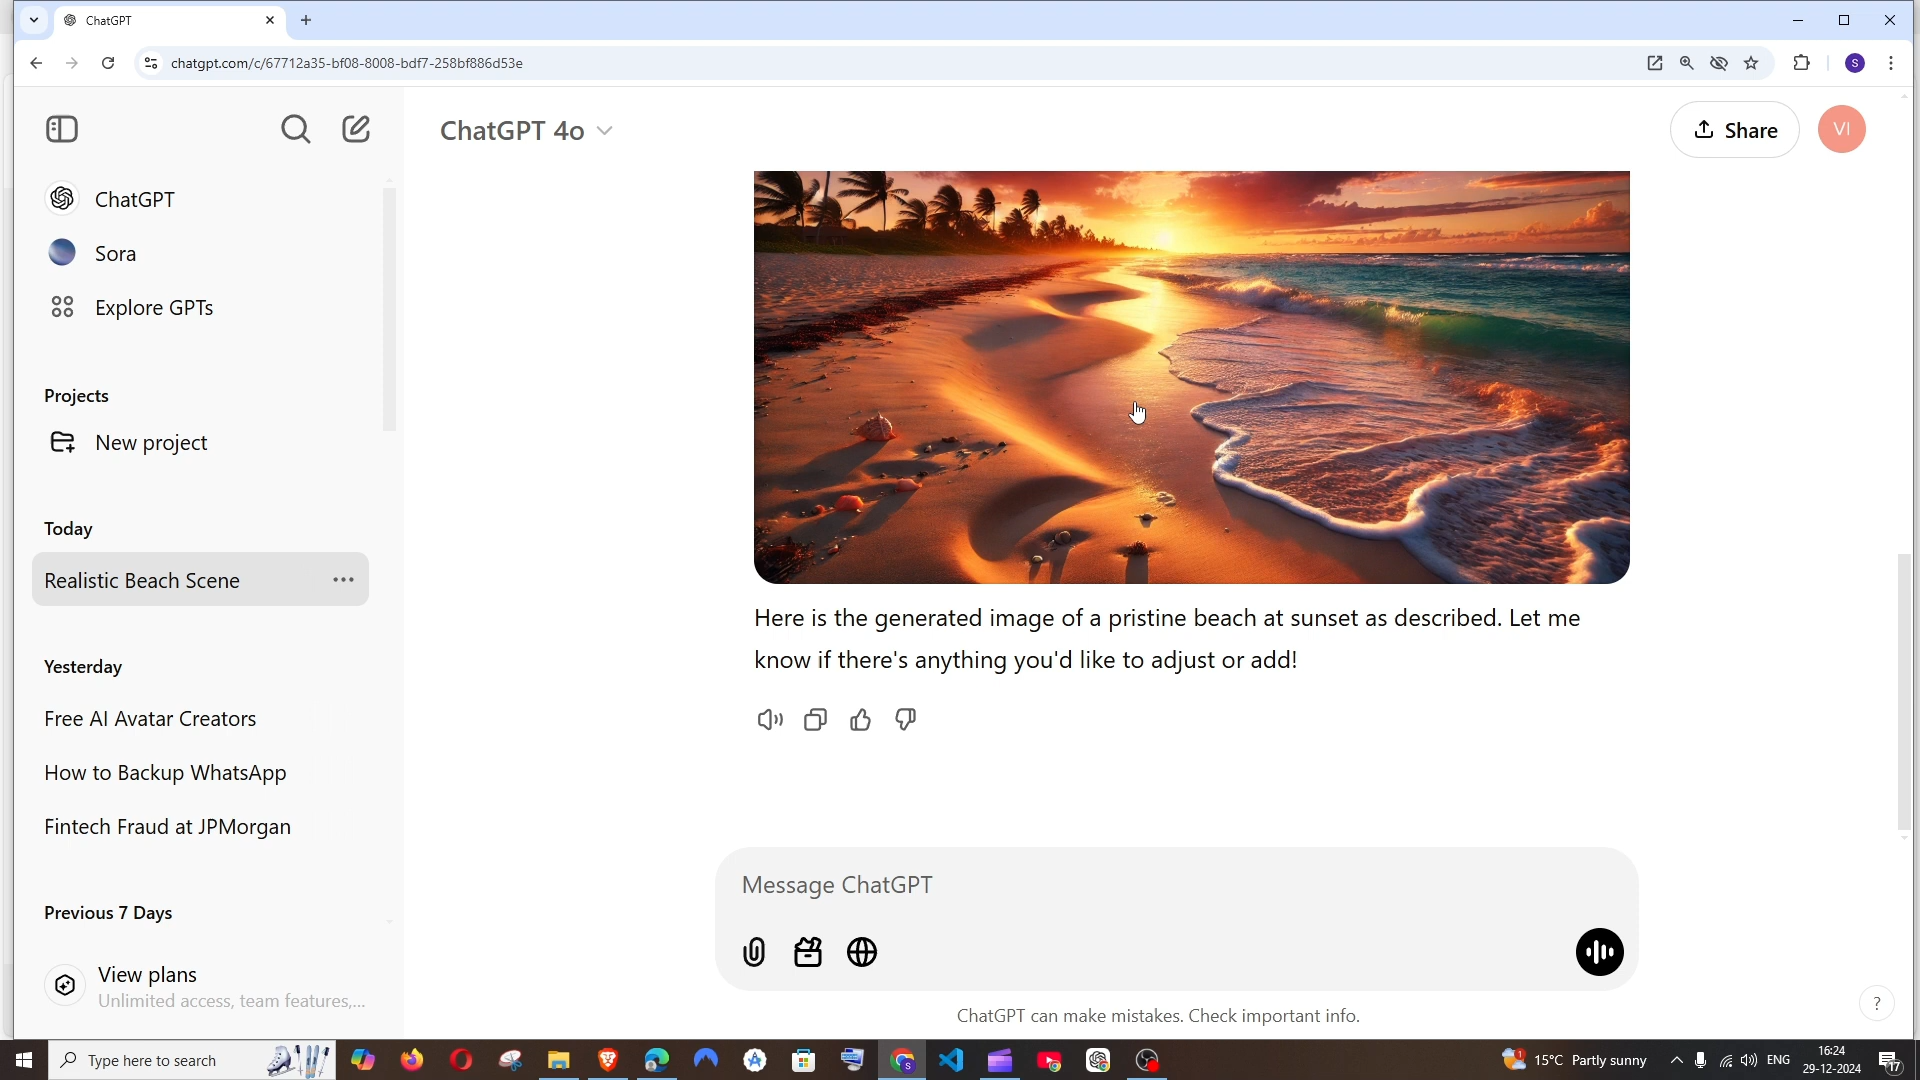 ChatGPT
chatgpt.com/c/67712a35-bf08-8008-bdf7-258bf886d53e
S
ChatGPT 4o
Share
VI
ChatGPT
Sora
Explore GPTs
Projects
New project
Today
Realistic Beach Scene
Yesterday
Free AI Avatar Creators
How to Backup WhatsApp
Fintech Fraud at JPMorgan
Previous 7 Days
View plans
Unlimited access, team features,...
Here is the generated image of a pristine beach at sunset as described. Let me
know if there's anything you'd like to adjust or add!
Message ChatGPT
ChatGPT can make mistakes. Check important info.
?
Type here to search
1
15°C Partly sunny
ENG
16:24
29-12-2024
17